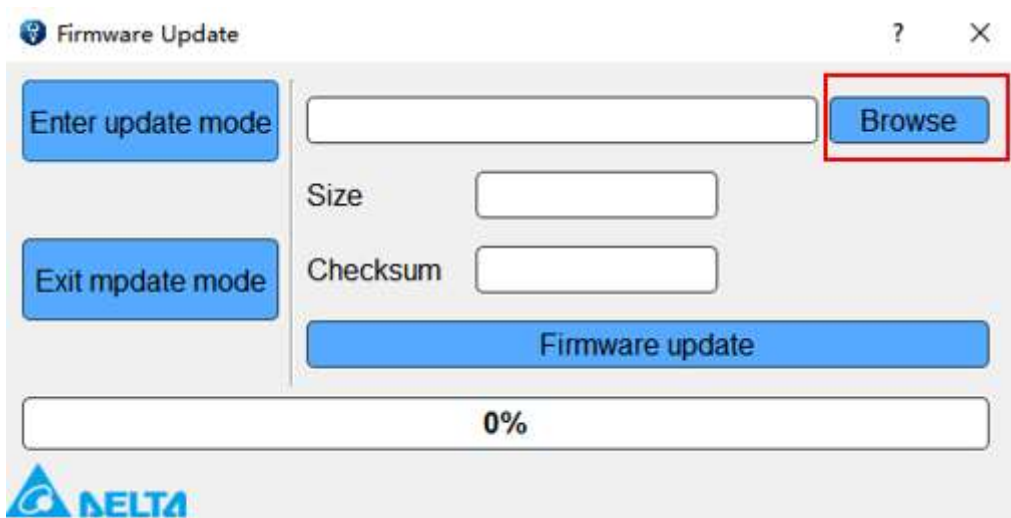 Firmware Update ? ×
Enter update mode
Browse
Size
Exit mpdate mode
Checksum
Firmware update
0%
DELTA